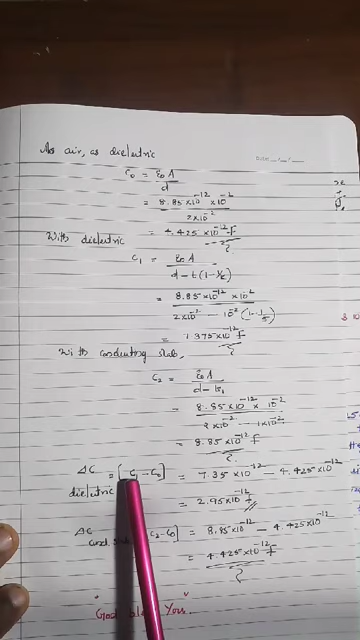 As air, as dielectric
C₀ = ε₀A / d
= 8.85×10⁻¹² ×10⁻² / 2×10⁻²
= 4.425×10⁻¹² f
With dielectric
C₁ = ε₀A / d-t(1-1/k)
= 8.85×10⁻¹² ×10⁻² / 2×10⁻² - 10⁻²(1-1/5)
= 7.375×10⁻¹² f
With conducting slab,
C₂ = ε₀A / d-t
= 8.85×10⁻¹² × 10⁻² / 2×10⁻² - 10⁻²
= 8.85×10⁻¹² f
ΔC dielectric = [C₁-C₀] = 7.35×10⁻¹² - 4.425×10⁻¹²
= 2.95×10⁻¹² f
ΔC C₂-C₀] = 8.85×10⁻¹² - 4.425×10⁻¹²
= 4.425×10⁻¹² f
"God bless You"